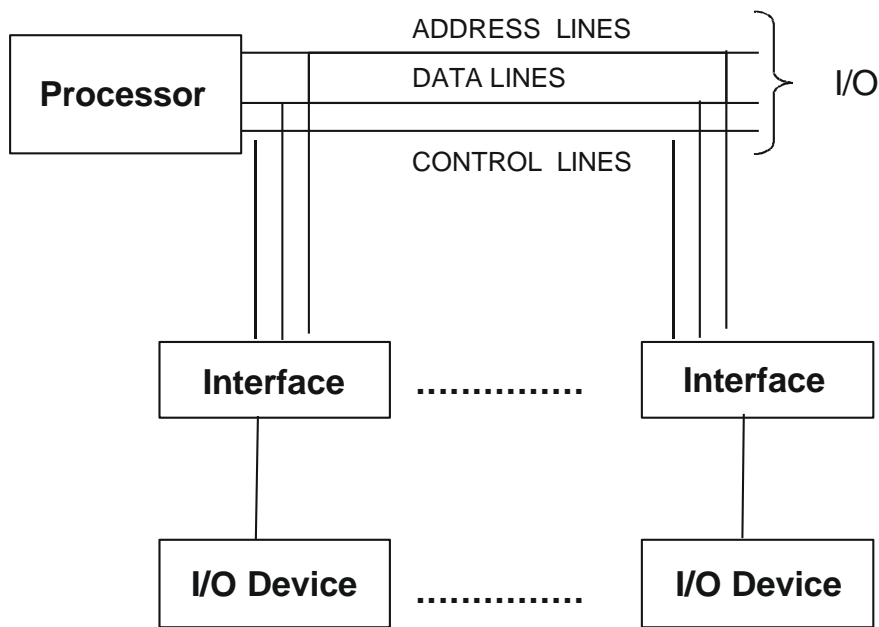 ADDRESS LINES
Processor
DATA LINES
I/O
CONTROL LINES
Interface ............... Interface
I/O Device ............... I/O Device